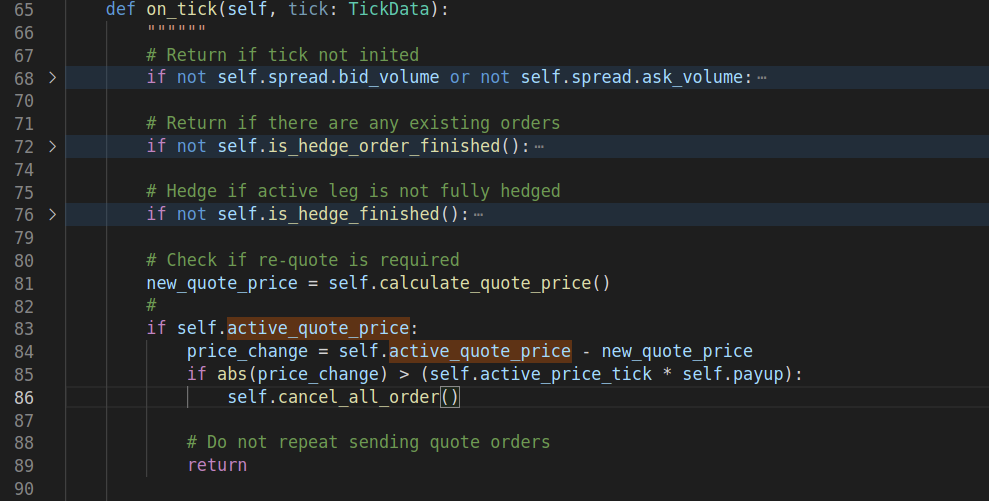 65 def on_tick(self, tick: TickData):
66 """"""
67 # Return if tick not inited
68 if not self.spread.bid_volume or not self.spread.ask_volume:⋯
70
71 # Return if there are any existing orders
72 if not self.is_hedge_order_finished():⋯
74
75 # Hedge if active leg is not fully hedged
76 if not self.is_hedge_finished():⋯
79
80 # Check if re-quote is required
81 new_quote_price = self.calculate_quote_price()
82 #
83 if self.active_quote_price:
84 price_change = self.active_quote_price - new_quote_price
85 if abs(price_change) > (self.active_price_tick * self.payup):
86 self.cancel_all_order()
87
88 # Do not repeat sending quote orders
89 return
90